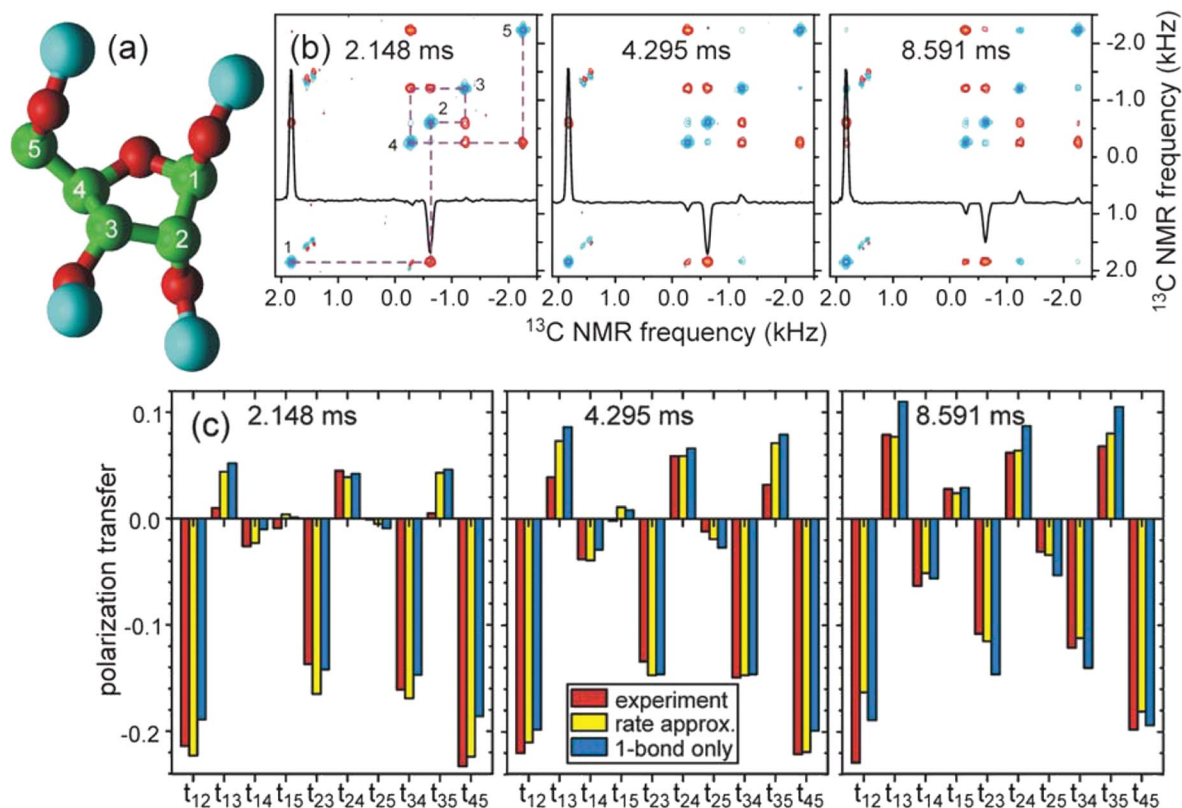 (a)
5
4
1
3
2
(b)
2.148 ms
5
3
2
4
1
4.295 ms
8.591 ms
-2.0
-1.0
0.0
1.0
2.0
13C NMR frequency (kHz)
2.0 1.0 0.0 -1.0 -2.0
2.0 1.0 0.0 -1.0 -2.0
2.0 1.0 0.0 -1.0 -2.0
13C NMR frequency (kHz)
(c)
2.148 ms
4.295 ms
8.591 ms
0.1
0.0
-0.1
-0.2
polarization transfer
experiment
rate approx.
1-bond only
t12 t13 t14 t15 t23 t24 t25 t34 t35 t45
t12 t13 t14 t15 t23 t24 t25 t34 t35 t45
t12 t13 t14 t15 t23 t24 t25 t34 t35 t45